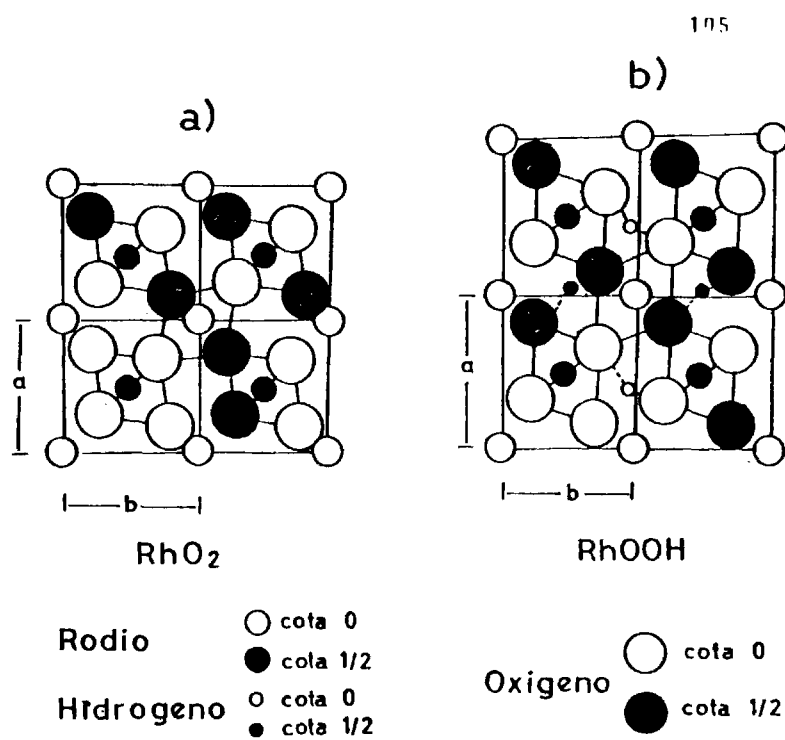 a)
b)
a
b
RhO2
a
b
RhOOH
Rodio
cota 0
cota 1/2
Hidrogeno
cota 0
cota 1/2
Oxigeno
cota 0
cota 1/2